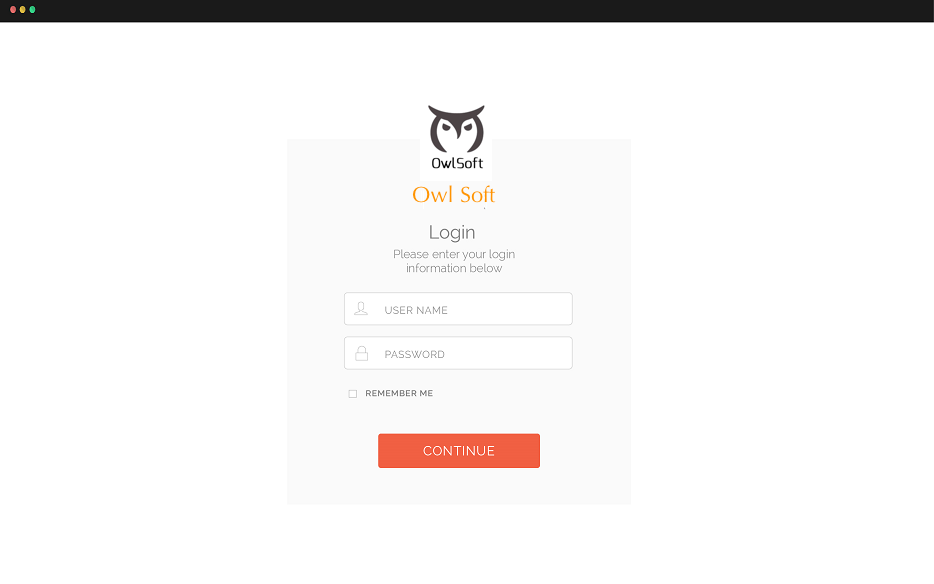 OwlSoft
Owl Soft
Login
Please enter your login
information below
USER NAME
PASSWORD
REMEMBER ME
CONTINUE